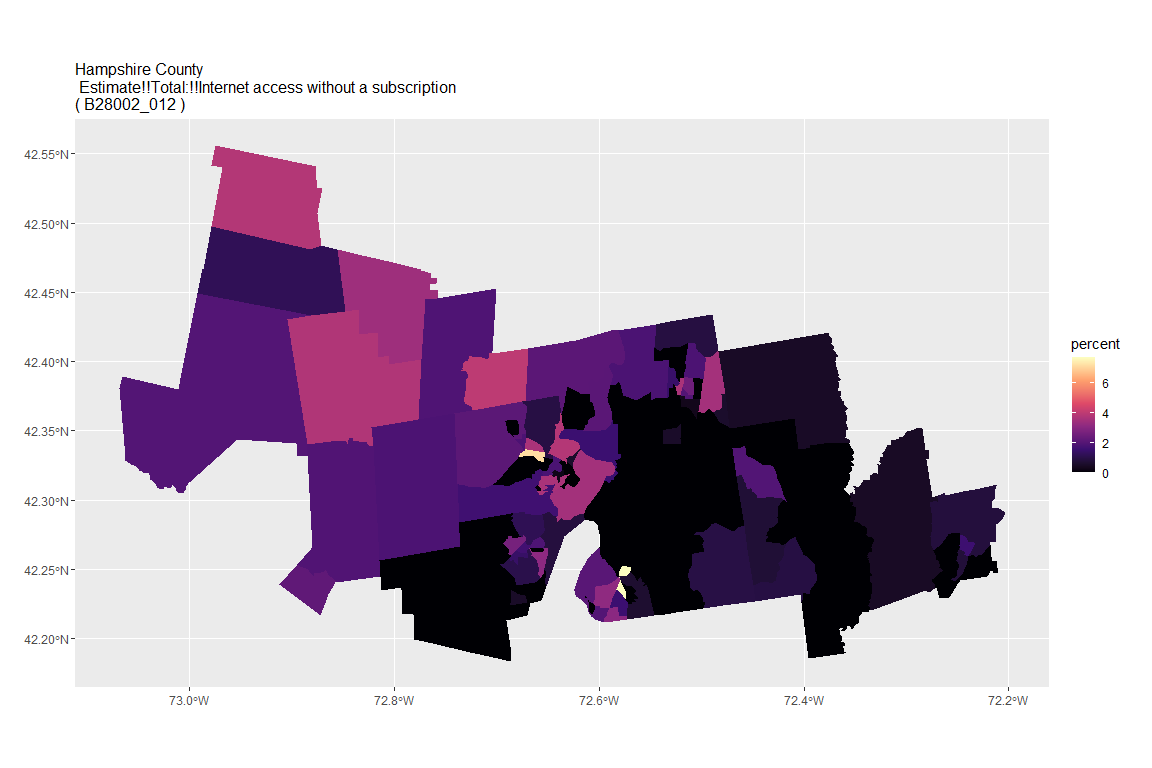 Hampshire County
Estimate!!Total:!!Internet access without a subscription
( B28002_012 )
42.55°N
42.50°N
42.45°N
42.40°N
42.35°N
42.30°N
42.25°N
42.20°N
73.0°W
72.8°W
72.6°W
72.4°W
72.2°W
percent
6
4
2
0